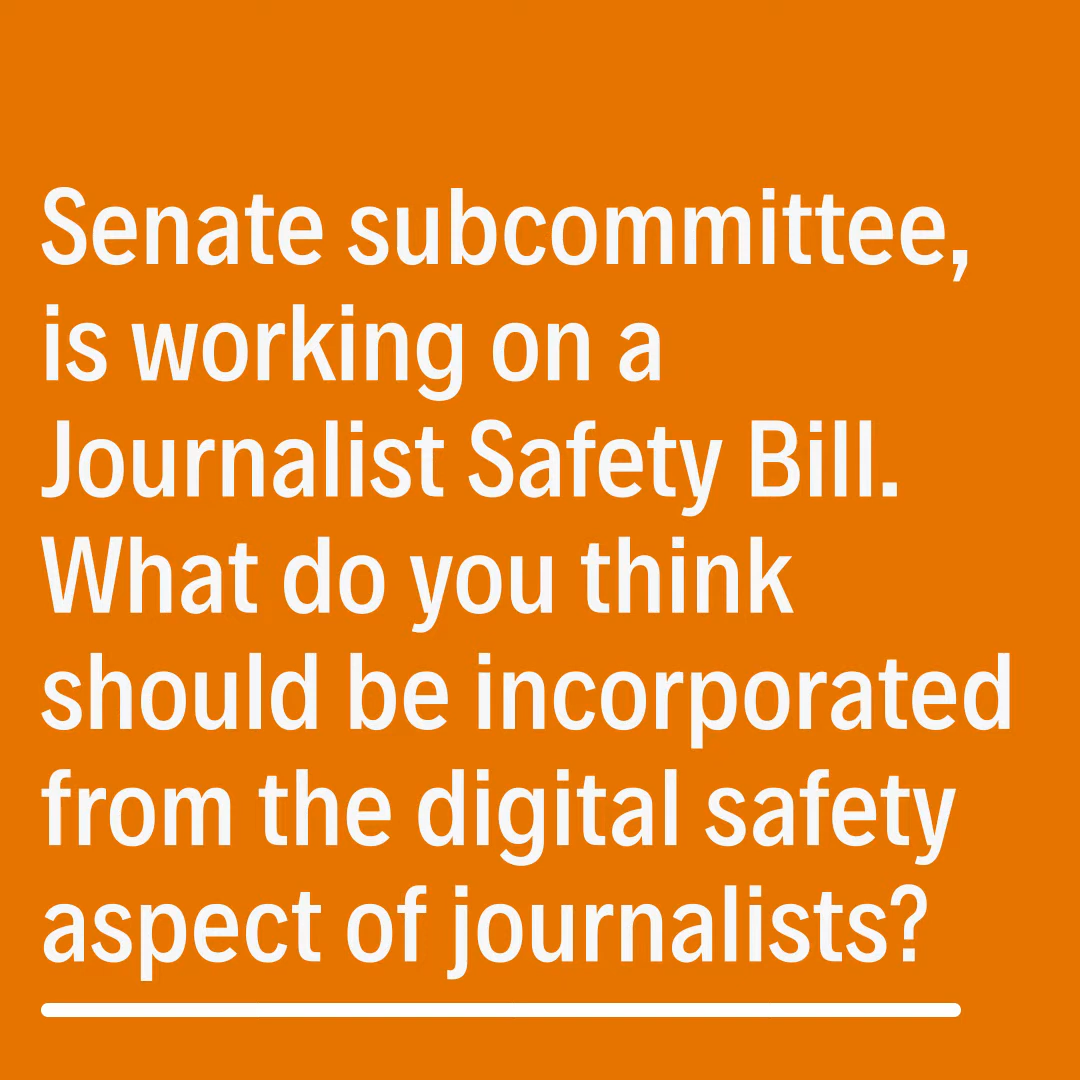 Senate subcommittee,
is working on a
Journalist Safety Bill.
What do you think
should be incorporated
from the digital safety
aspect of journalists?